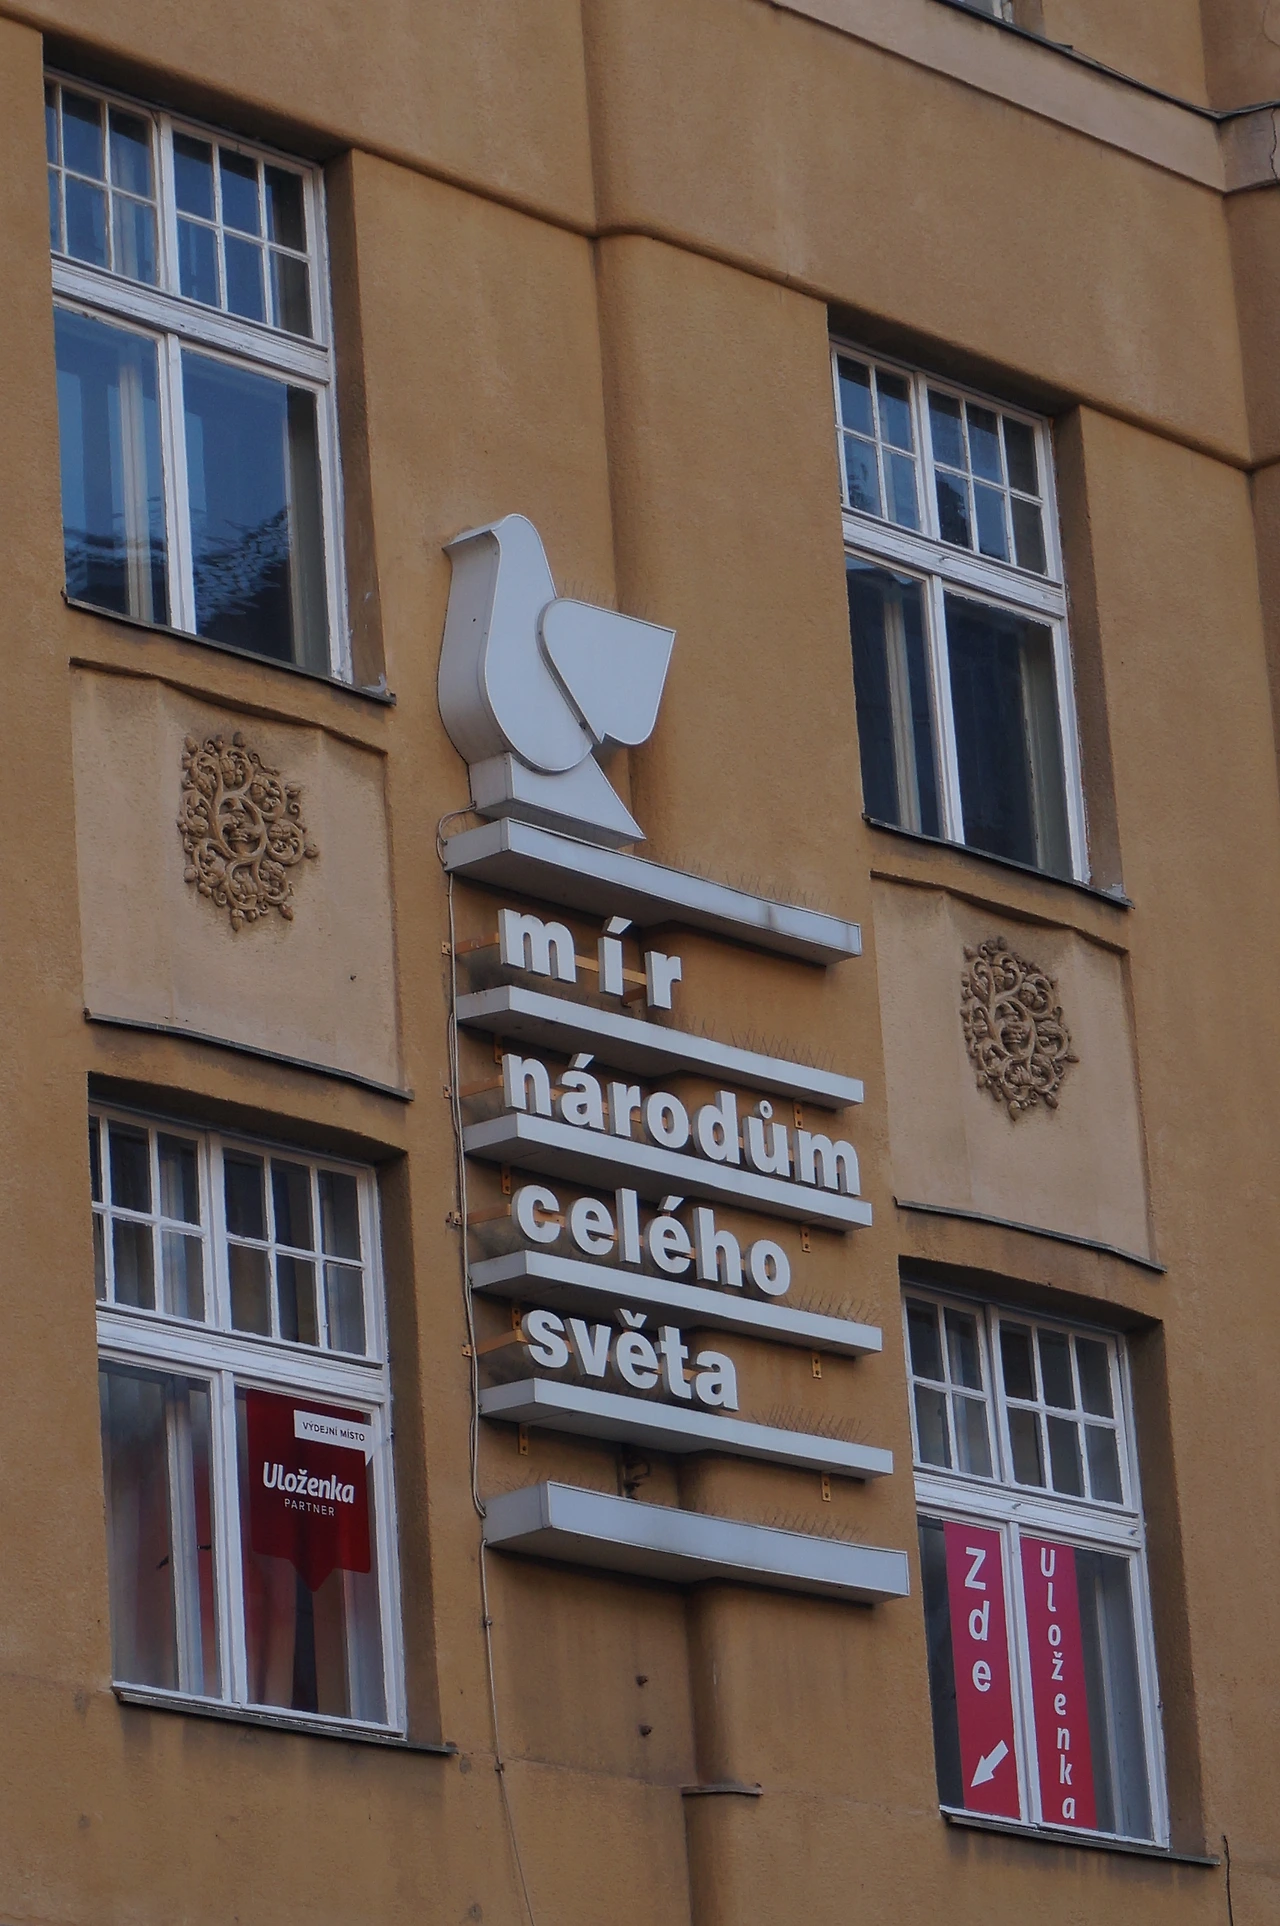 mír
národům
celého
světa
VÝDEJNÍ MÍSTO
Uloženka
PARTNER
Zde
Uloženka